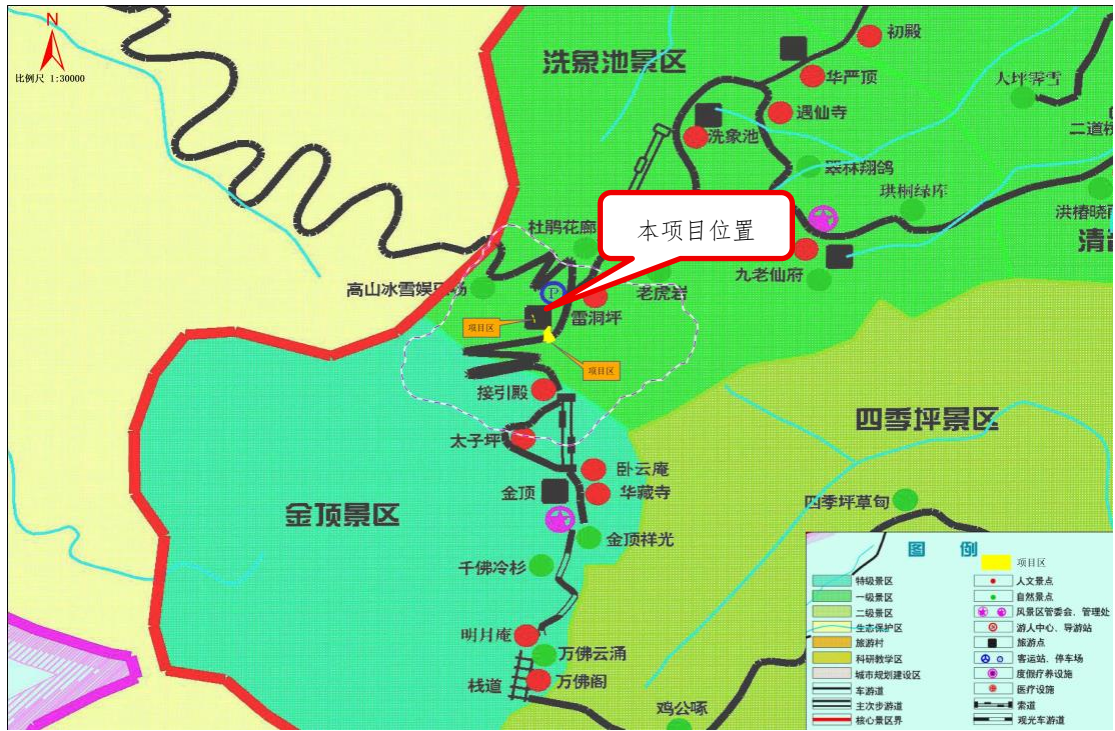 N
比例尺 1:30000
初殿
洗象池景区
华严顶
大坪霁雪
遇仙寺
二道桥
洗象池
翠林翔鸽
珙桐绿库
洪椿晓雨
清音
杜鹃花廊
本项目位置
九老仙府
高山冰雪娱乐场
P
老虎岩
雷洞坪
项目区
项目区
接引殿
四季坪景区
太子坪
卧云庵
金顶
华藏寺
四季坪草甸
金顶景区
金顶祥光
千佛冷杉
明月庵
万佛云涌
栈道
万佛阁
鸡公啄
图 例
项目区
特级景区
人文景点
一级景区
自然景点
二级景区
风景区管委会、管理处
生态保护区
游人中心、导游站
旅游村
旅游点
科研教学区
客运站、停车场
城市规划建设区
度假疗养设施
车游道
医疗设施
主次步游道
索道
核心景区界
观光车游道